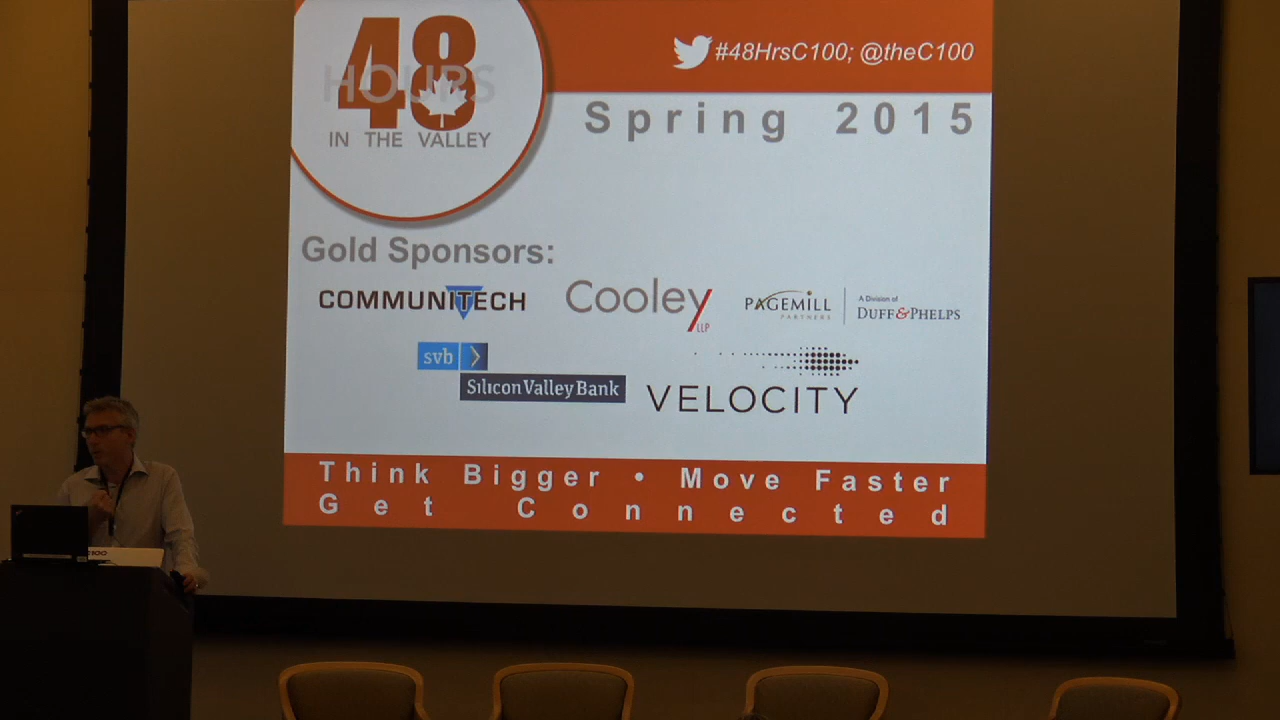 48
HOURS
IN THE VALLEY
#48HrsC100; @theC100
Spring 2015
Gold Sponsors:
COMMUNITECH
Cooley
LLP
PAGEMILL
PARTNERS
A Division of
DUFF&PHELPS
svb
Silicon Valley Bank
VELOCITY
Think Bigger • Move Faster
Get Connected
C100